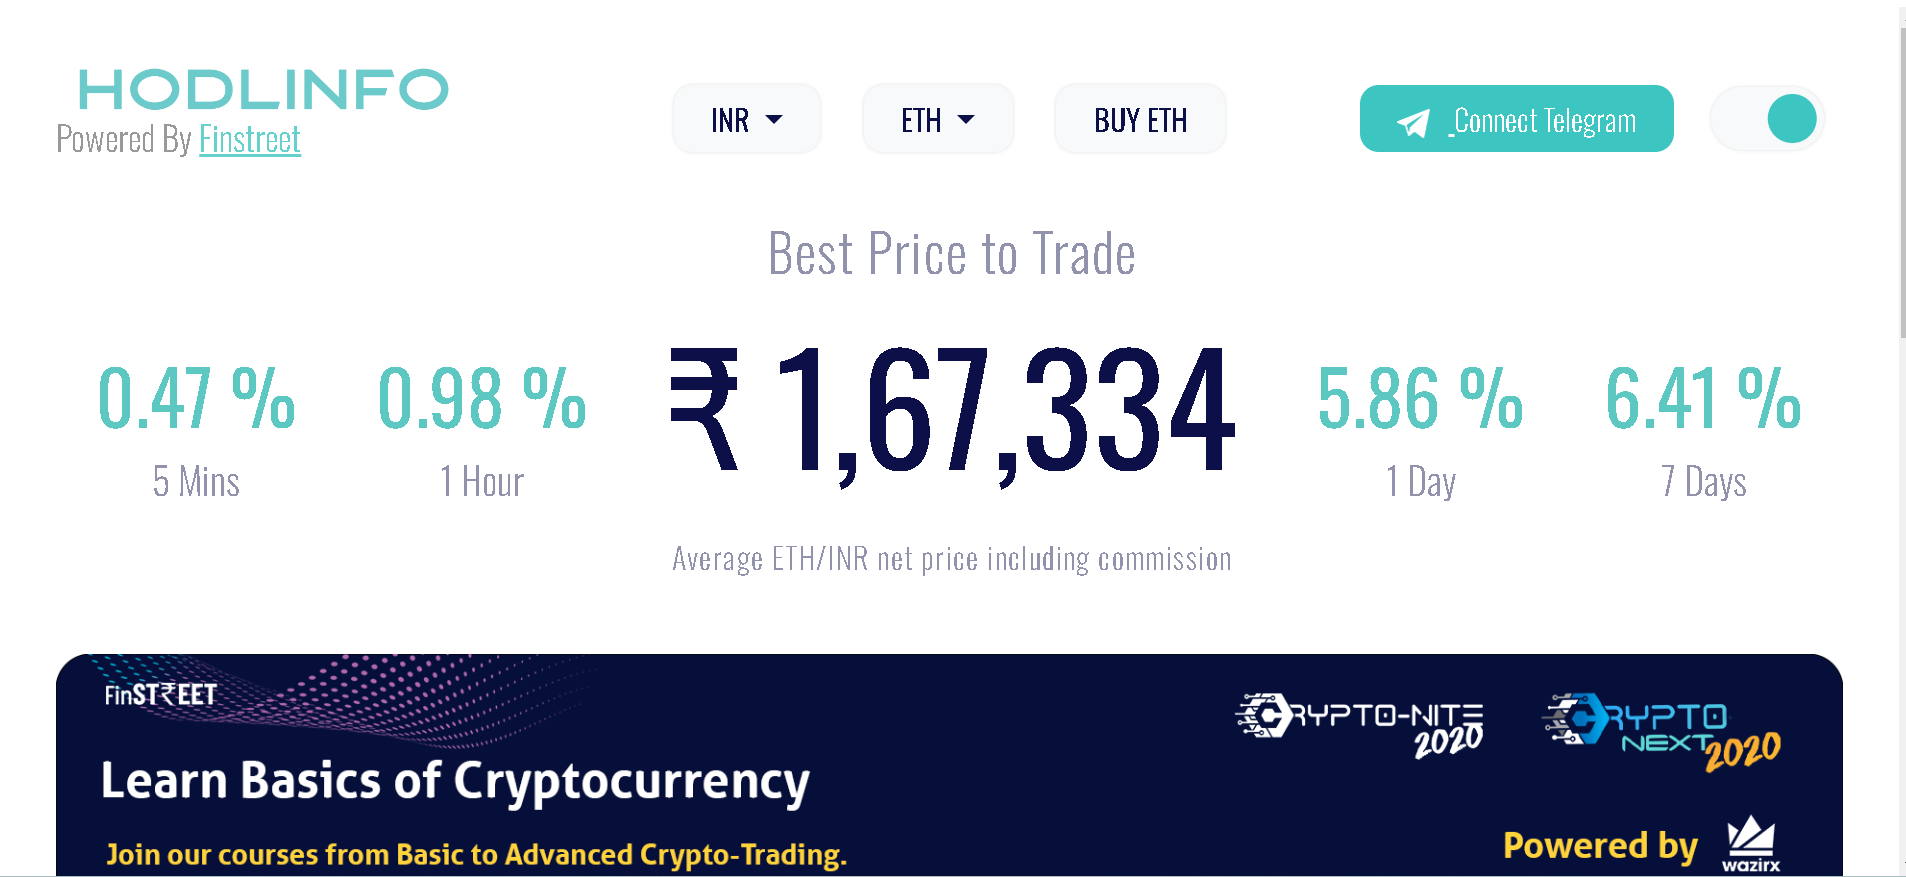 HODLINFO
Powered By Finstreet
INR
ETH
BUY ETH
Connect Telegram
Best Price to Trade
0.47 %
5 Mins
0.98 %
1 Hour
₹ 1,67,334
5.86 %
1 Day
6.41 %
7 Days
Average ETH/INR net price including commission
FinST₹EET
CRYPTO-NITE
2020
CRYPTO
NEXT 2020
Learn Basics of Cryptocurrency
Join our courses from Basic to Advanced Crypto-Trading.
Powered by
wazirx